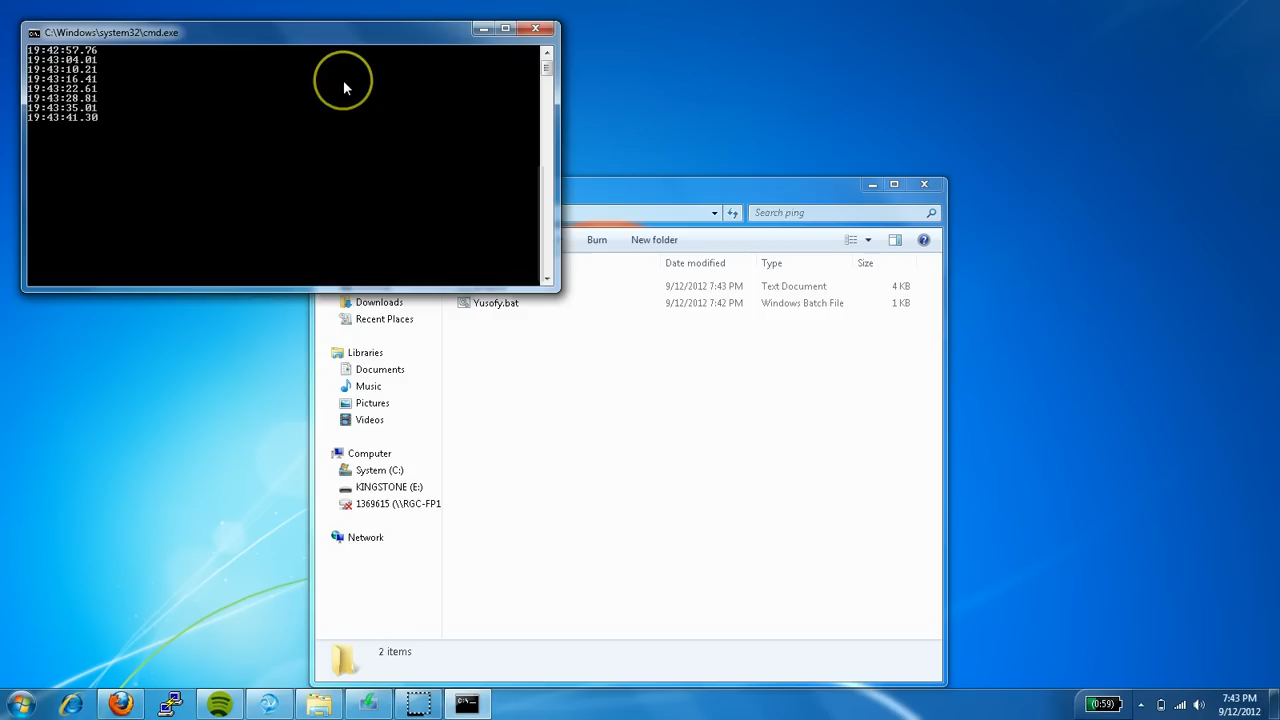 C:\Windows\system32\cmd.exe
19:42:57.76
19:43:04.01
19:43:10.21
19:43:16.41
19:43:22.61
19:43:28.81
19:43:35.01
19:43:41.30
Search ping
Burn New folder
Date modified Type Size
9/12/2012 7:43 PM Text Document 4 KB
Downloads Yusofy.bat 9/12/2012 7:42 PM Windows Batch File 1 KB
Recent Places
Libraries
Documents
Music
Pictures
Videos
Computer
System (C:)
KINGSTONE (E:)
1369615 (\\RGC-FP1
Network
2 items
0:59 7:43 PM
9/12/2012